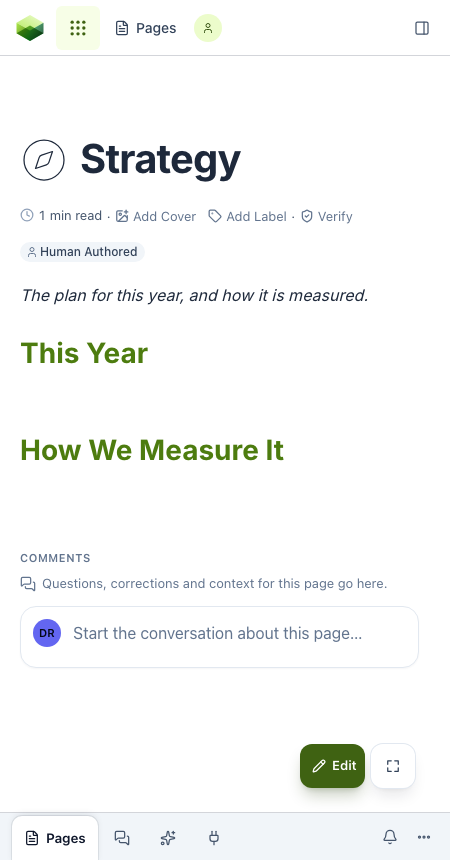 Pages
Strategy
1 min read · Add Cover Add Label · Verify
Human Authored
The plan for this year, and how it is measured.
This Year
How We Measure It
COMMENTS
Questions, corrections and context for this page go here.
DR Start the conversation about this page...
Edit
Pages